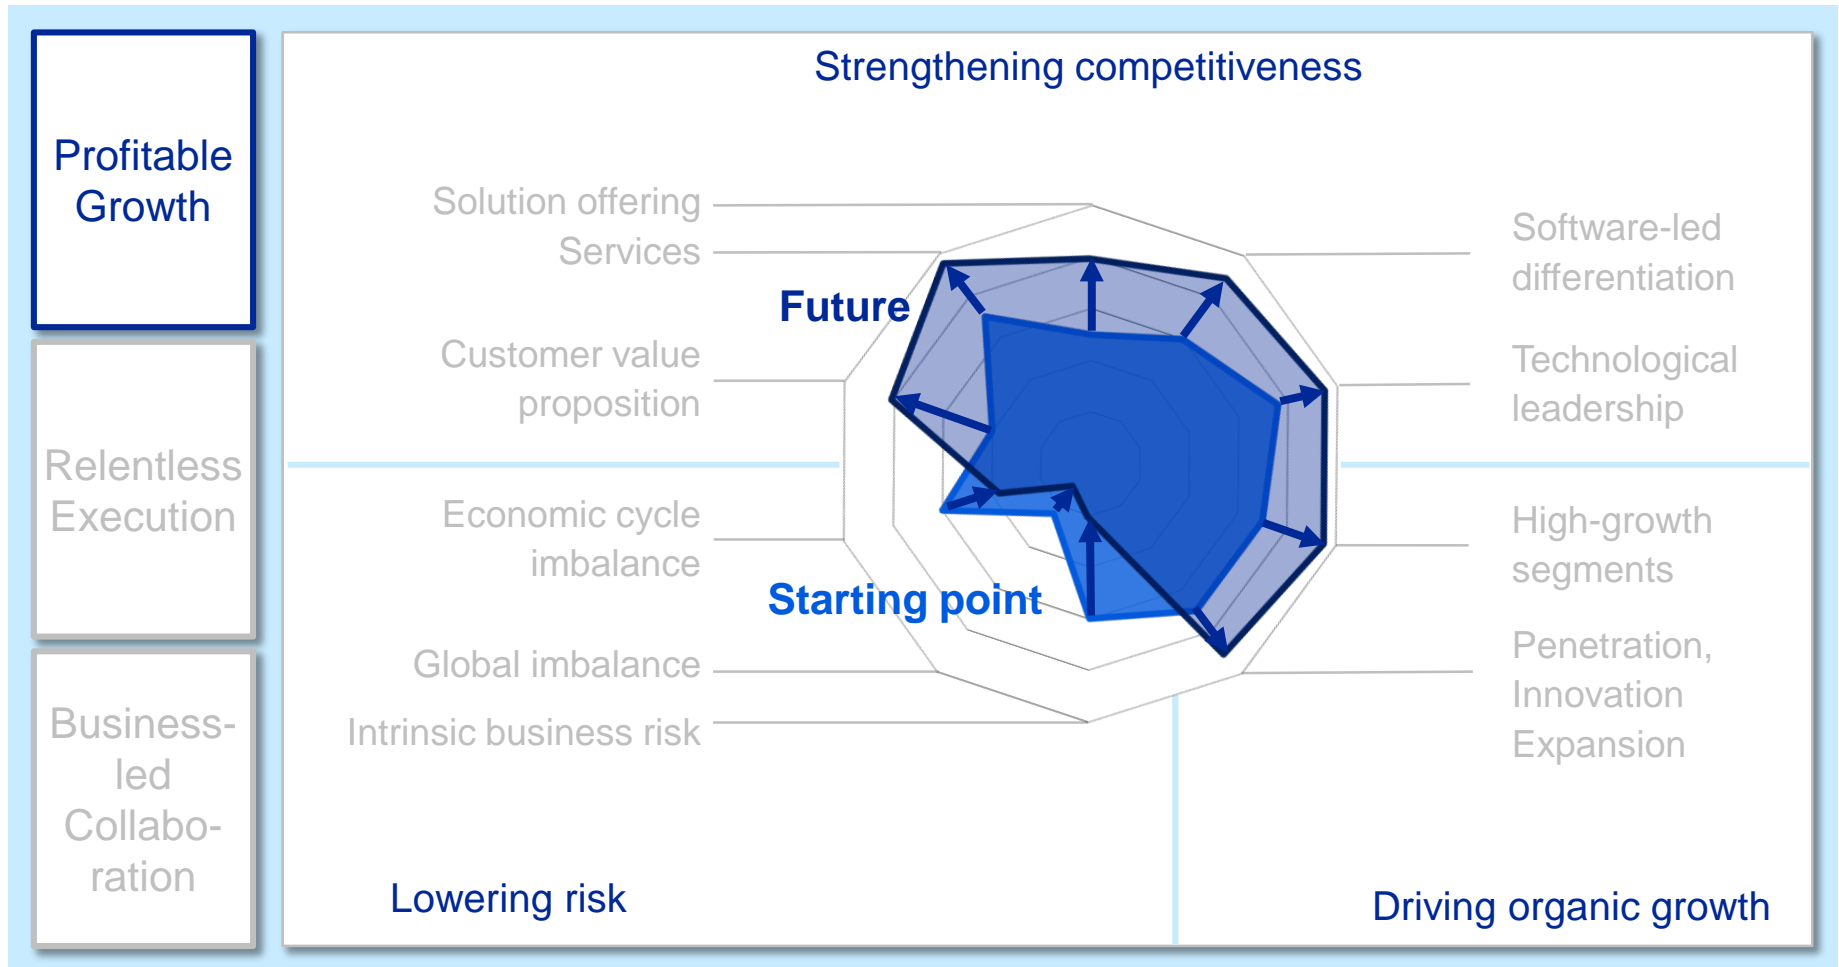 Profitable
Growth
Relentless
Execution
Business-
led
Collabo-
ration
Strengthening competitiveness
Solution offering
Services
Customer value
proposition
Economic cycle
imbalance
Global imbalance
Intrinsic business risk
Future
Starting point
Software-led
differentiation
Technological
leadership
High-growth
segments
Penetration,
Innovation
Expansion
Lowering risk
Driving organic growth